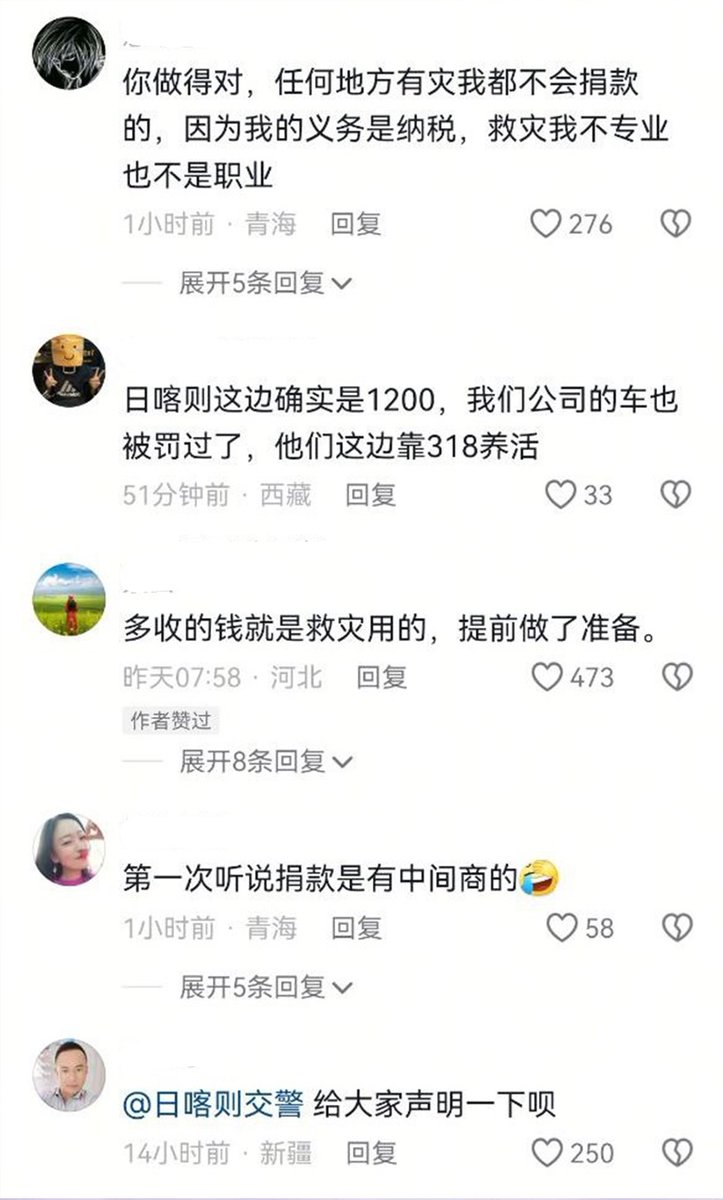 你做得对，任何地方有灾我都不会捐款
的，因为我的义务是纳税，救灾我不专业
也不是职业
1小时前 · 青海 回复 276
展开5条回复
日喀则这边确实是1200，我们公司的车也
被罚过了，他们这边靠318养活
51分钟前 · 西藏 回复 33
多收的钱就是救灾用的，提前做了准备。
昨天07:58 · 河北 回复 473
作者赞过
展开8条回复
第一次听说捐款是有中间商的🤣
1小时前 · 青海 回复 58
展开5条回复
@日喀则交警 给大家声明一下呗
14小时前 · 新疆 回复 250